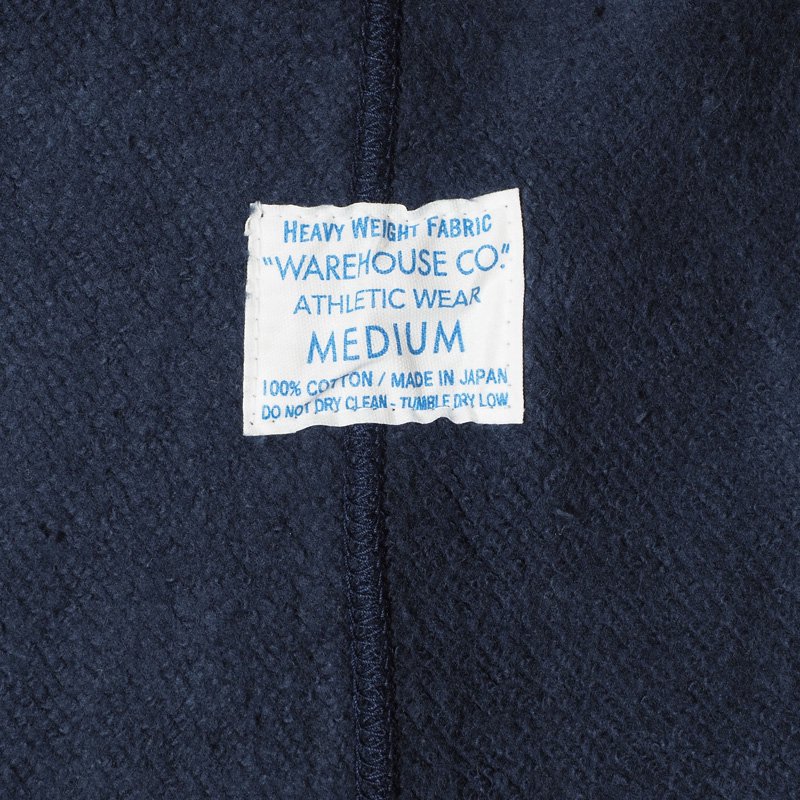 HEAVY WEIGHT FABRIC
"WAREHOUSE CO."
ATHLETIC WEAR
MEDIUM
100% COTTON / MADE IN JAPAN
DO NOT DRY CLEAN - TUMBLE DRY LOW